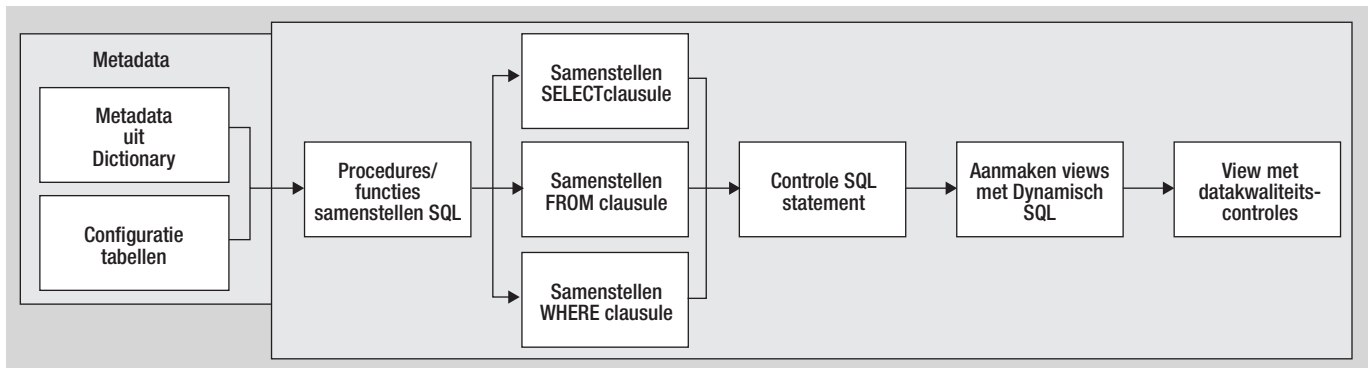 Metadata
Metadata
uit
Dictionary
Configuratie
tabellen
Procedures/
functies
samenstellen SQL
Samenstellen
SELECTclausule
Samenstellen
FROM clausule
Samenstellen
WHERE clausule
Controle SQL
statement
Aanmaken views
met Dynamisch
SQL
View met
datakwaliteits-
controles